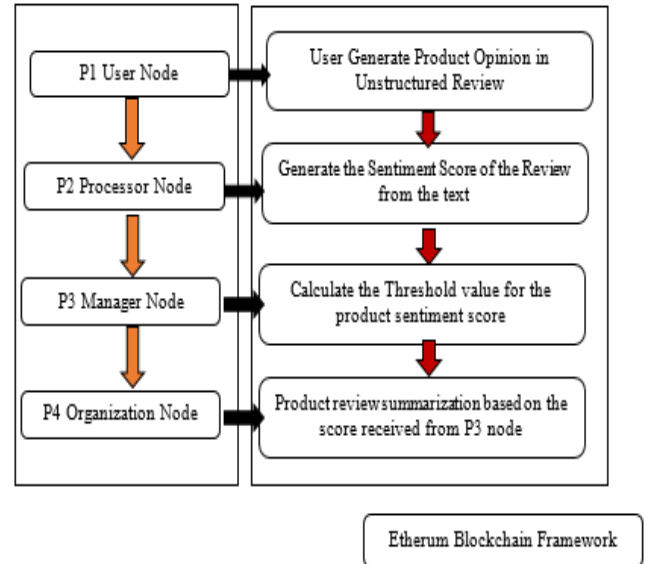 P1 User Node
User Generate Product Opinion in
Unstructured Review
P2 Processor Node
Generate the Sentiment Score of the Review
from the text
P3 Manager Node
Calculate the Threshold value for the
product sentiment score
P4 Organization Node
Product review summarization based on the
score received from P3 node
Etherum Blockchain Framework